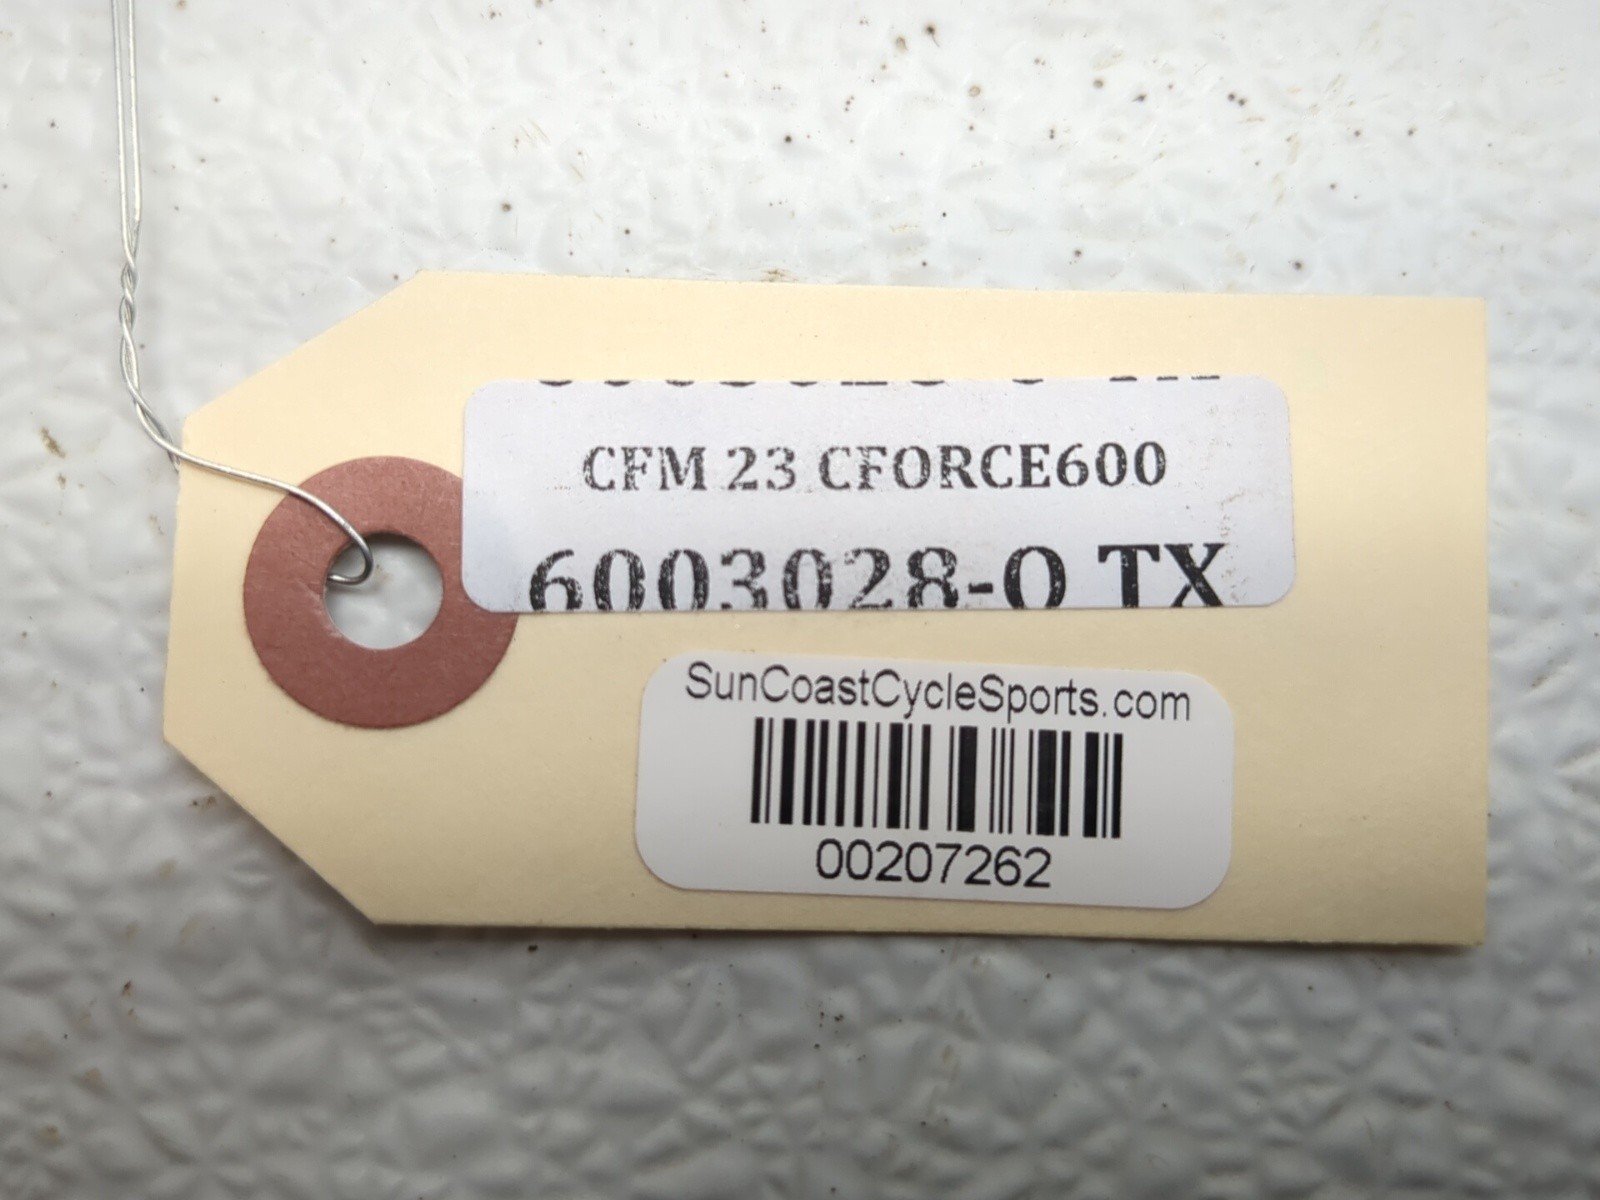 CFM 23 CFORCE600
6003028-O TX
SunCoastCycleSports.com
00207262